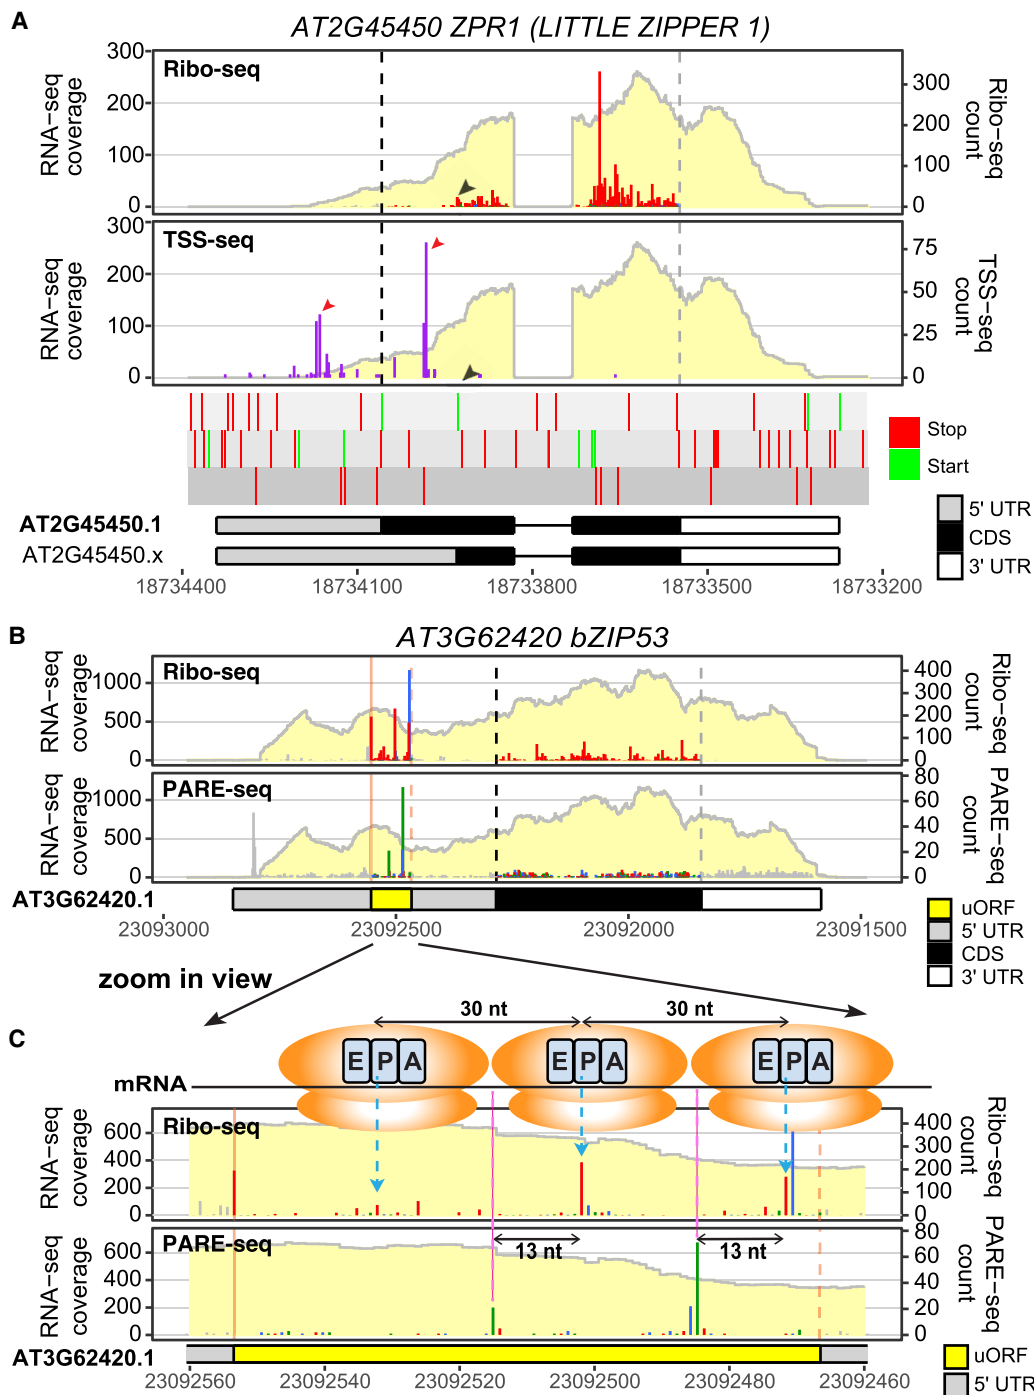 A
AT2G45450 ZPR1 (LITTLE ZIPPER 1)
Ribo-seq
RNA−seq
coverage
300
200
100
0
Ribo−seq
count
300
200
100
0
TSS-seq
RNA−seq
coverage
300
200
100
0
TSS−seq
count
75
50
25
0
Stop
Start
AT2G45450.1
AT2G45450.x
5' UTR
CDS
3' UTR
18734400 18734100 18733800 18733500 18733200
B
AT3G62420 bZIP53
Ribo-seq
RNA−seq
coverage
1000
500
0
Ribo−seq
count
400
300
200
100
0
PARE-seq
RNA−seq
coverage
1000
500
0
PARE−seq
count
80
60
40
20
0
AT3G62420.1
23093000 23092500 23092000 23091500
uORF
5' UTR
CDS
3' UTR
zoom in view
C
30 nt 30 nt
E P A E P A E P A
mRNA
Ribo-seq
RNA−seq
coverage
600
400
200
0
Ribo−seq
count
400
300
200
100
0
PARE-seq
RNA−seq
coverage
600
400
200
0
13 nt 13 nt
PARE−seq
count
80
60
40
20
0
AT3G62420.1
23092560 23092540 23092520 23092500 23092480 23092460
uORF
5' UTR